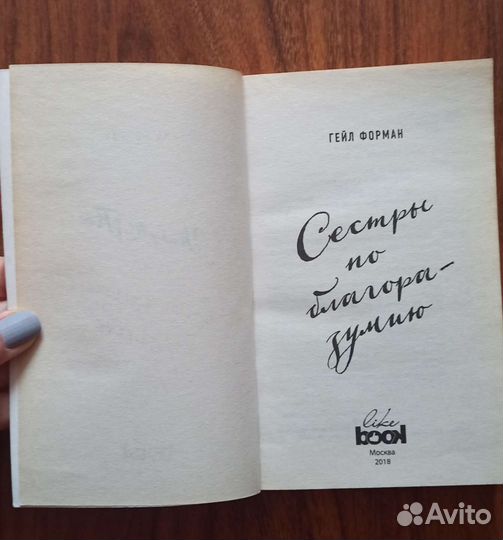 ГЕЙЛ ФОРМАН
Сестры
по
благора-
зумию
like
book
Москва
2018
Avito